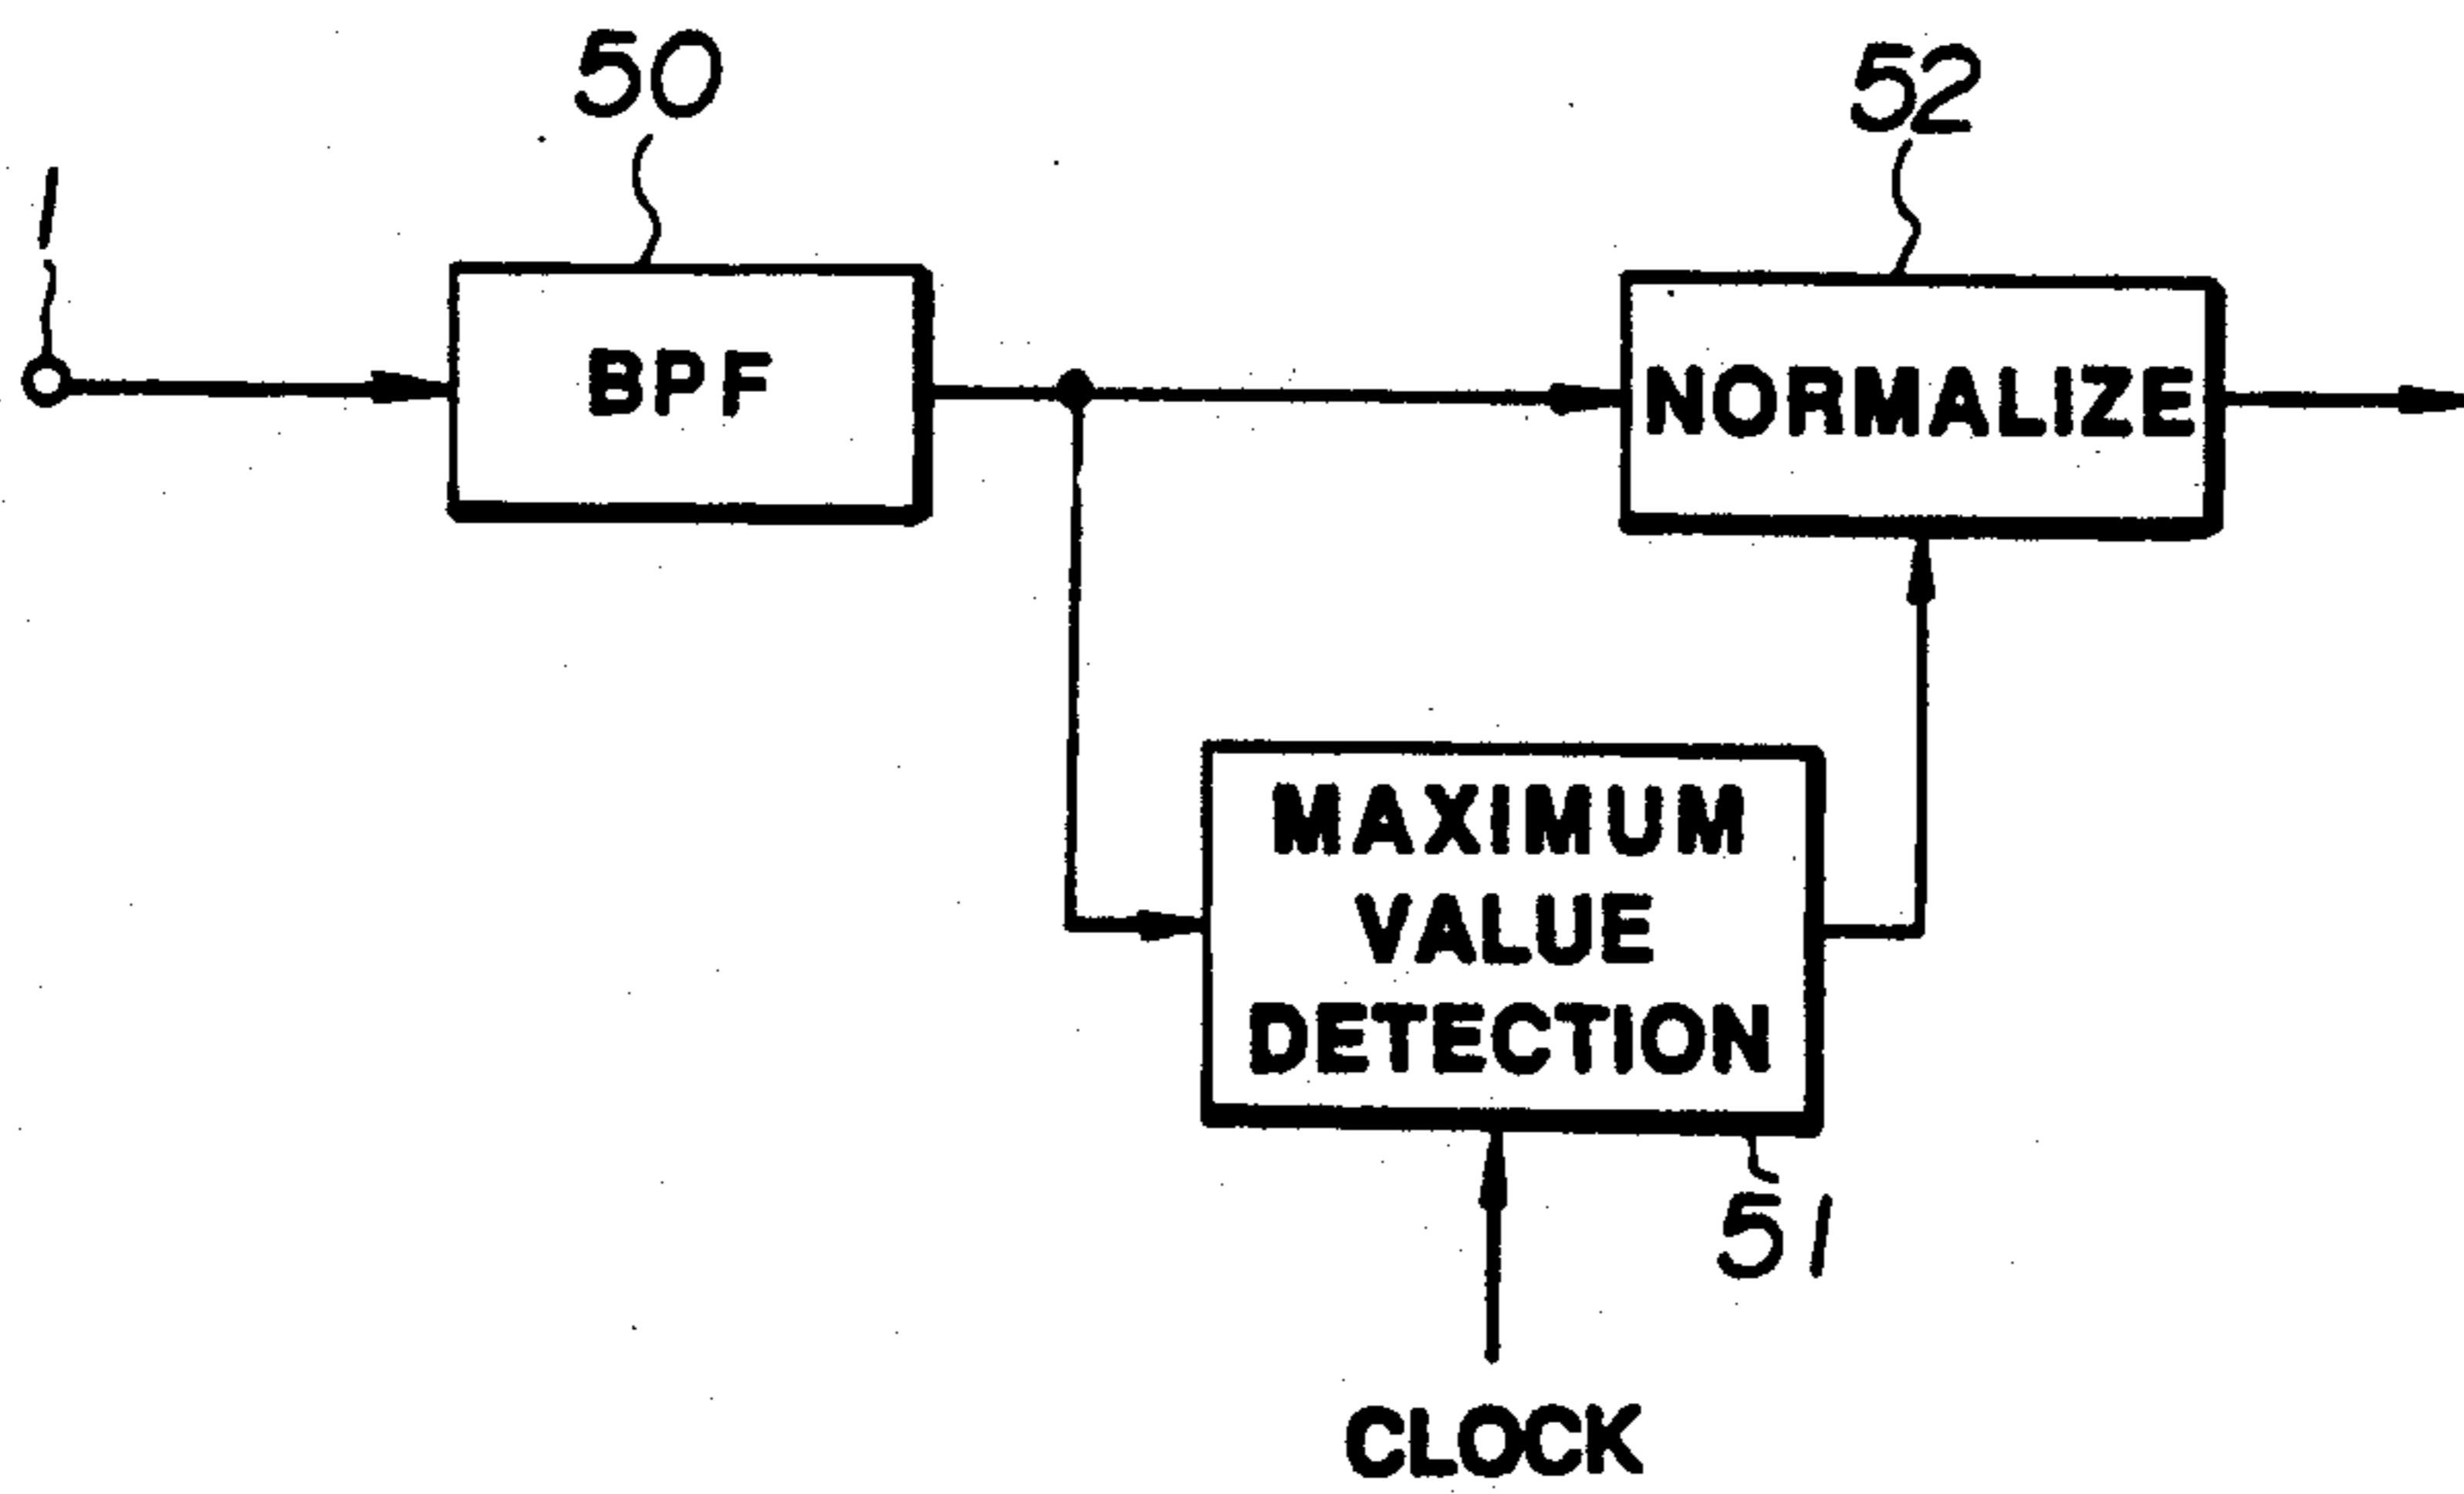 50
52
1
BPF
NORMALIZE
MAXIMUM
VALUE
DETECTION
51
CLOCK